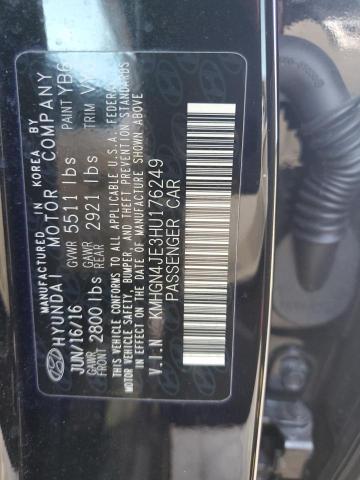 MANUFACTURED IN KOREA BY
HYUNDAI MOTOR COMPANY
JUN/16/16 GVWR 5511 lbs PAINT YB6
GAWR FRONT 2800 lbs GAWR REAR 2921 lbs TRIM
THIS VEHICLE CONFORMS TO ALL APPLICABLE U.S.A. FEDERAL
MOTOR VEHICLE SAFETY, BUMPER, AND THEFT PREVENTION STANDARDS
IN EFFECT ON THE DATE OF MANUFACTURE SHOWN ABOVE.
V.I.N KMHGN4JE3HU176249
PASSENGER CAR